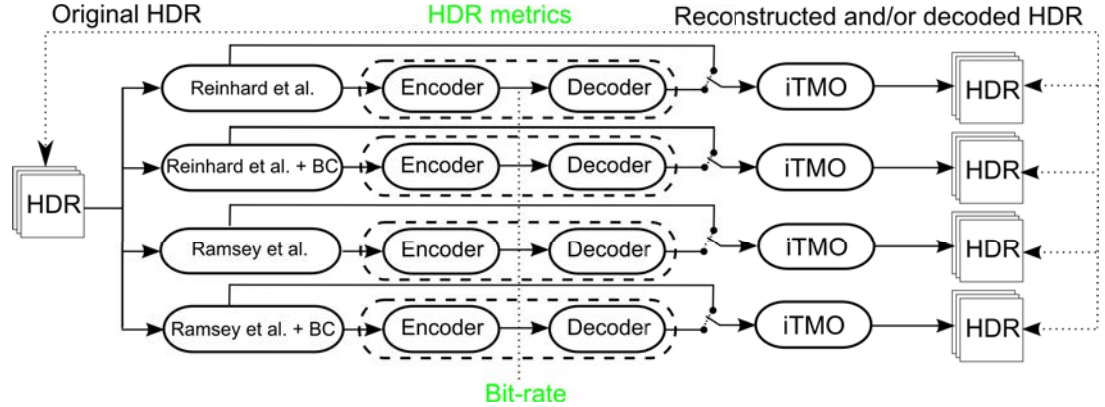 Original HDR HDR metrics Reconstructed and/or decoded HDR
Reinhard et al. Encoder Decoder iTMO HDR
Reinhard et al. + BC Encoder Decoder iTMO HDR
HDR
Ramsey et al. Encoder Decoder iTMO HDR
Ramsey et al. + BC Encoder Decoder iTMO HDR
Bit-rate